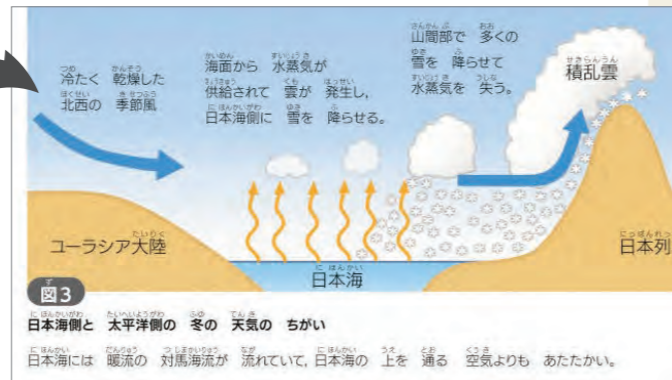 冷たく 乾燥した
北西の 季節風
海面から 水蒸気が
供給されて 雲が 発生し,
日本海側に 雪を 降らせる。
山間部で 多くの
雪を 降らせて
水蒸気を 失う。
積乱雲
ユーラシア大陸
日本海
日本列
図3
日本海側と 太平洋側の 冬の 天気の ちがい
日本海には 暖流の 対馬海流が 流れていて, 日本海の 上を 通る 空気よりも あたたかい。